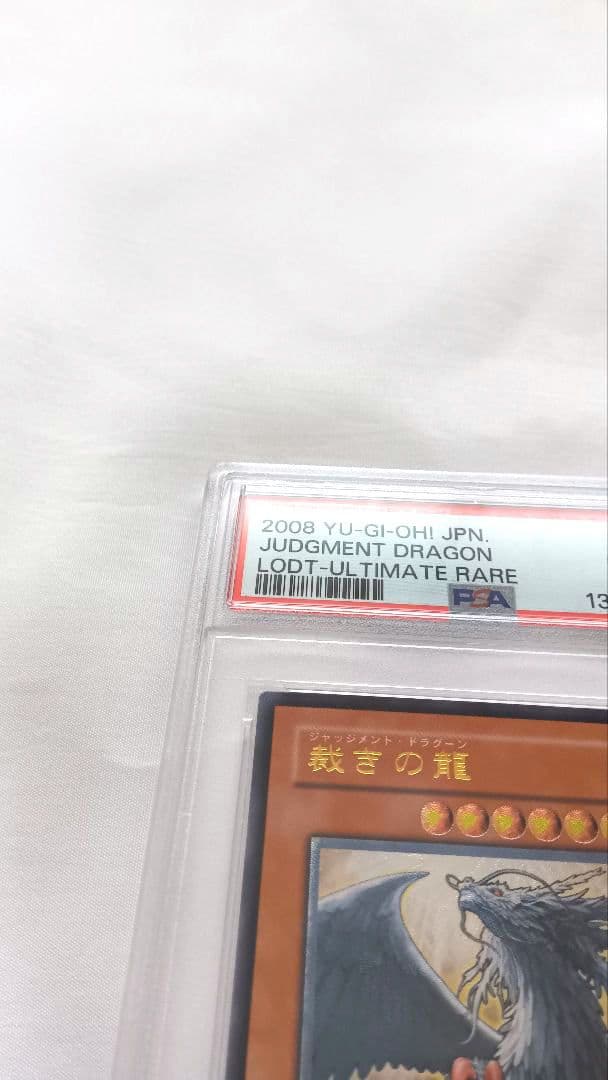 2008 YU-GI-OH! JPN.
JUDGMENT DRAGON
LODT-ULTIMATE RARE
PSA
13
ジャッジメント・ドラグーン
裁きの龍